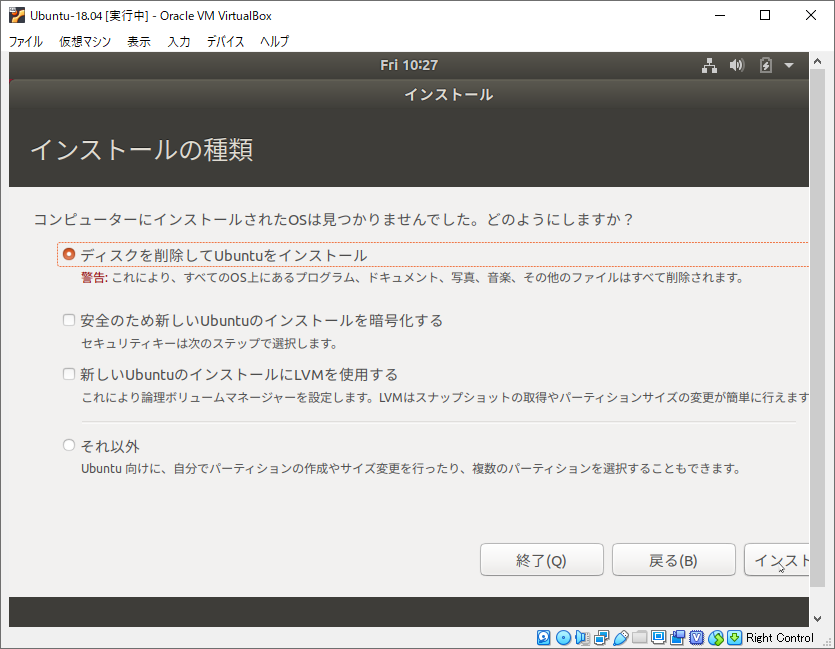 Ubuntu-18.04 [実行中] - Oracle VM VirtualBox
ファイル 仮想マシン 表示 入力 デバイス ヘルプ
Fri 10:27
インストール
インストールの種類
コンピューターにインストールされたOSは見つかりませんでした。どのようにしますか？
ディスクを削除してUbuntuをインストール
警告: これにより、すべてのOS上にあるプログラム、ドキュメント、写真、音楽、その他のファイルはすべて削除されます。
安全のため新しいUbuntuのインストールを暗号化する
セキュリティキーは次のステップで選択します。
新しいUbuntuのインストールにLVMを使用する
これにより論理ボリュームマネージャーを設定します。LVMはスナップショットの取得やパーティションサイズの変更が簡単に行えます
それ以外
Ubuntu 向けに、自分でパーティションの作成やサイズ変更を行ったり、複数のパーティションを選択することもできます。
終了(Q) 戻る(B) インスト
Right Control